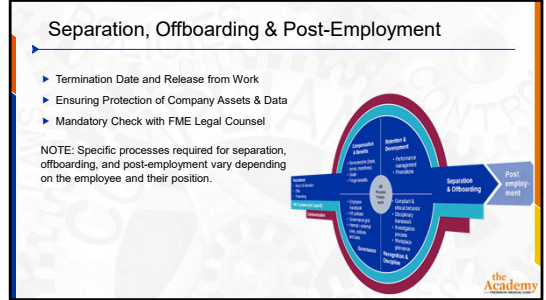 Separation, Offboarding & Post-Employment
Termination Date and Release from Work
Ensuring Protection of Company Assets & Data
Mandatory Check with FME Legal Counsel
NOTE: Specific processes required for separation,
offboarding, and post-employment vary depending
on the employee and their position.
Compensation
& Benefits
Retention &
Development
• Performance
management
• Promotions
Separation
& Offboarding
Post
employ-
ment
• Employee
Handbook
• HR policies
• Compliant &
ethical behavior
• Disciplinary
framework
• Investigation
process
• Workplace
grievance
Governance
Recognition &
Discipline
the
Academy